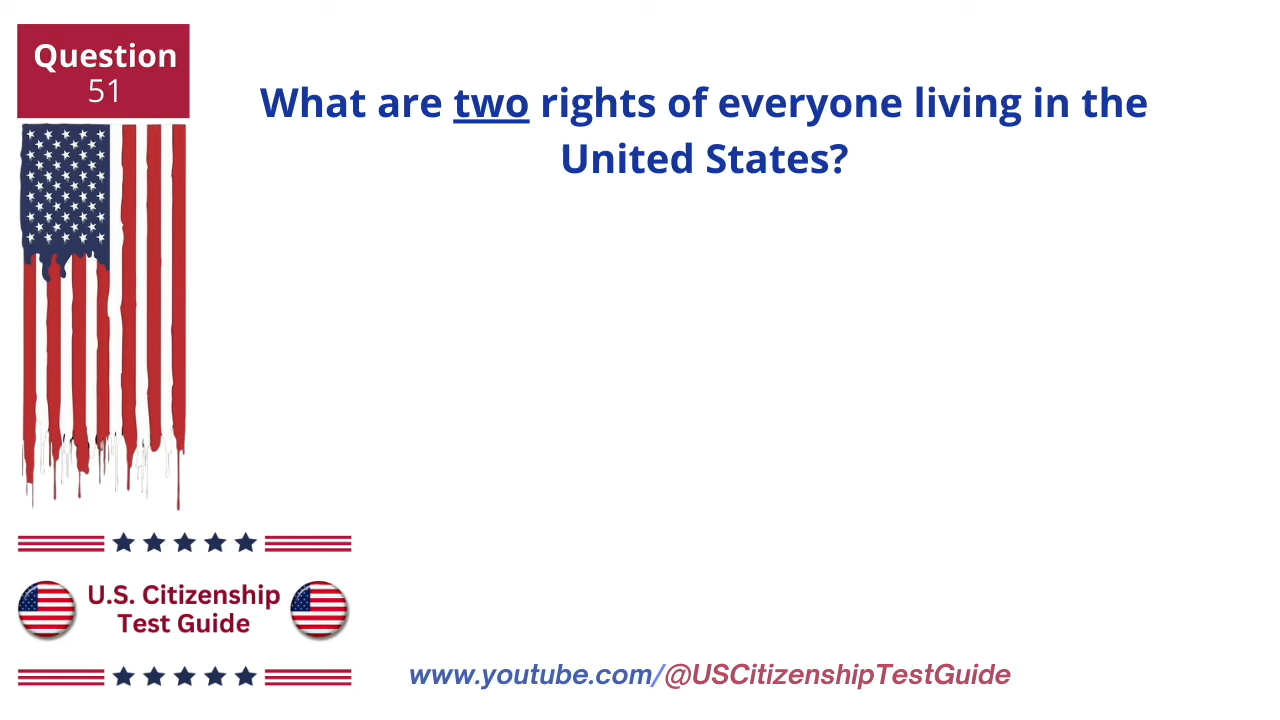 Question
51
What are two rights of everyone living in the
United States?
U.S. Citizenship
Test Guide
www.youtube.com/@USCitizenshipTestGuide